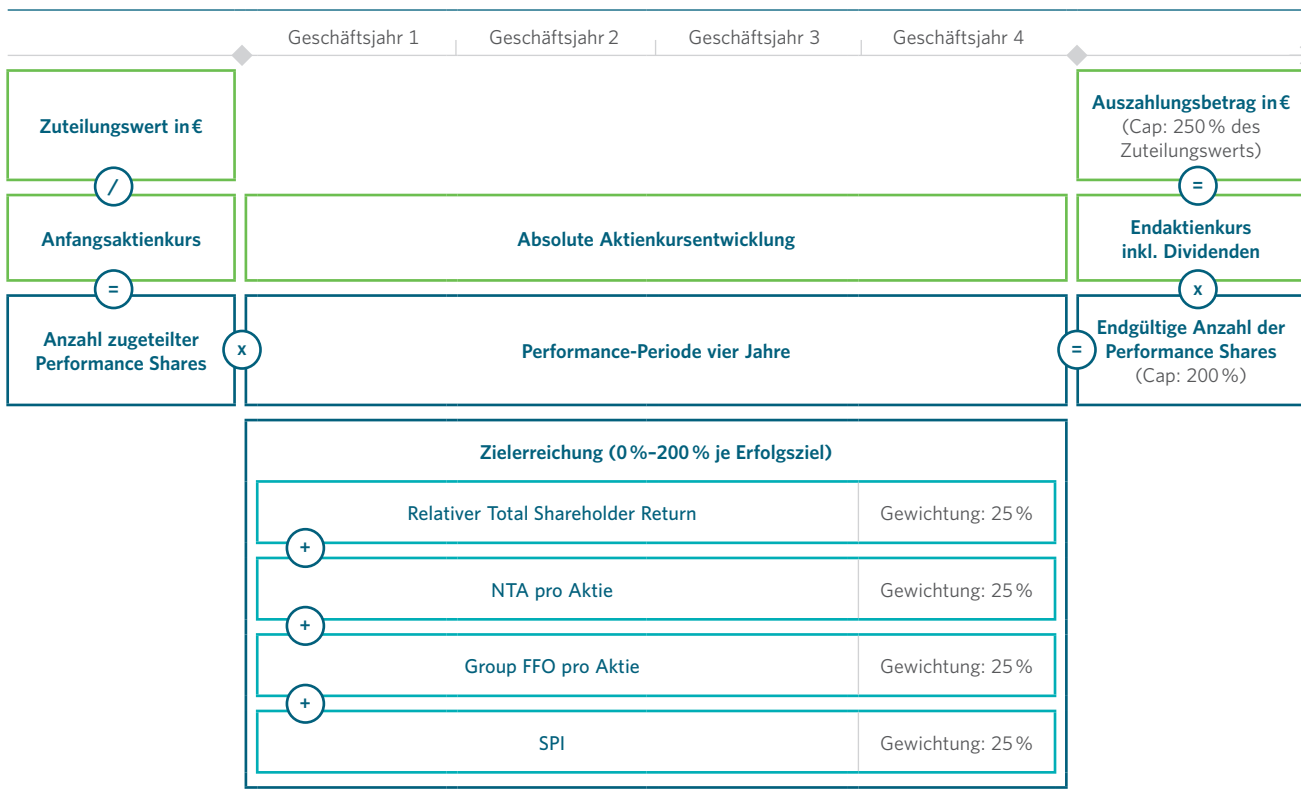 Geschäftsjahr 1
Geschäftsjahr 2
Geschäftsjahr 3
Geschäftsjahr 4
Zuteilungswert in €
/
Anfangsaktienkurs
=
Anzahl zugeteilter
Performance Shares
x
Absolute Aktienkursentwicklung
Performance-Periode vier Jahre
=
Auszahlungsbetrag in €
(Cap: 250 % des
Zuteilungswerts)
=
Endaktienkurs
inkl. Dividenden
x
Endgültige Anzahl der
Performance Shares
(Cap: 200 %)
Zielerreichung (0 %–200 % je Erfolgsziel)
Relativer Total Shareholder Return
Gewichtung: 25 %
+
NTA pro Aktie
Gewichtung: 25 %
+
Group FFO pro Aktie
Gewichtung: 25 %
+
SPI
Gewichtung: 25 %